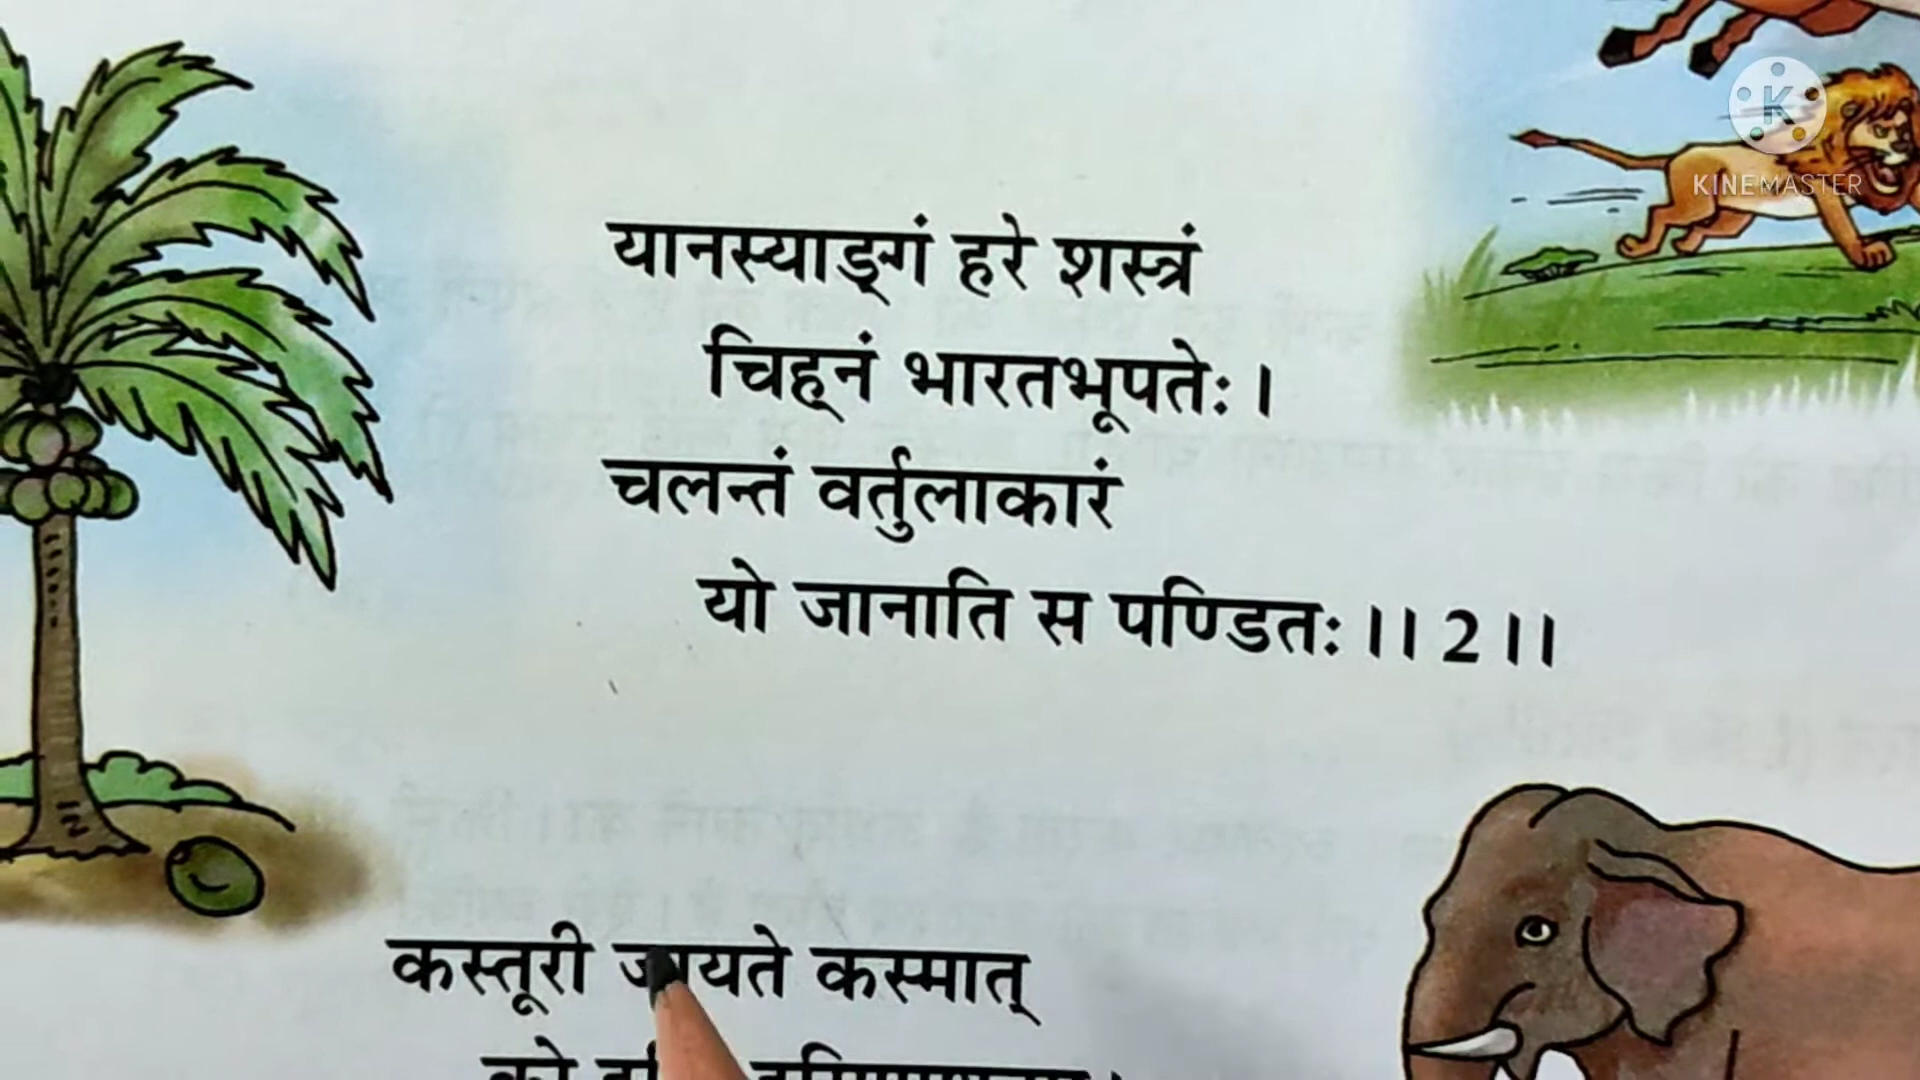 यानस्याङ्गं हरे शस्त्रं
चिह्नं भारतभूपतेः ।
चलन्तं वर्तुलाकारं
यो जानाति स पण्डितः ।। 2 ।।
कस्तूरी जायते कस्मात्
को
K
KINEMASTER